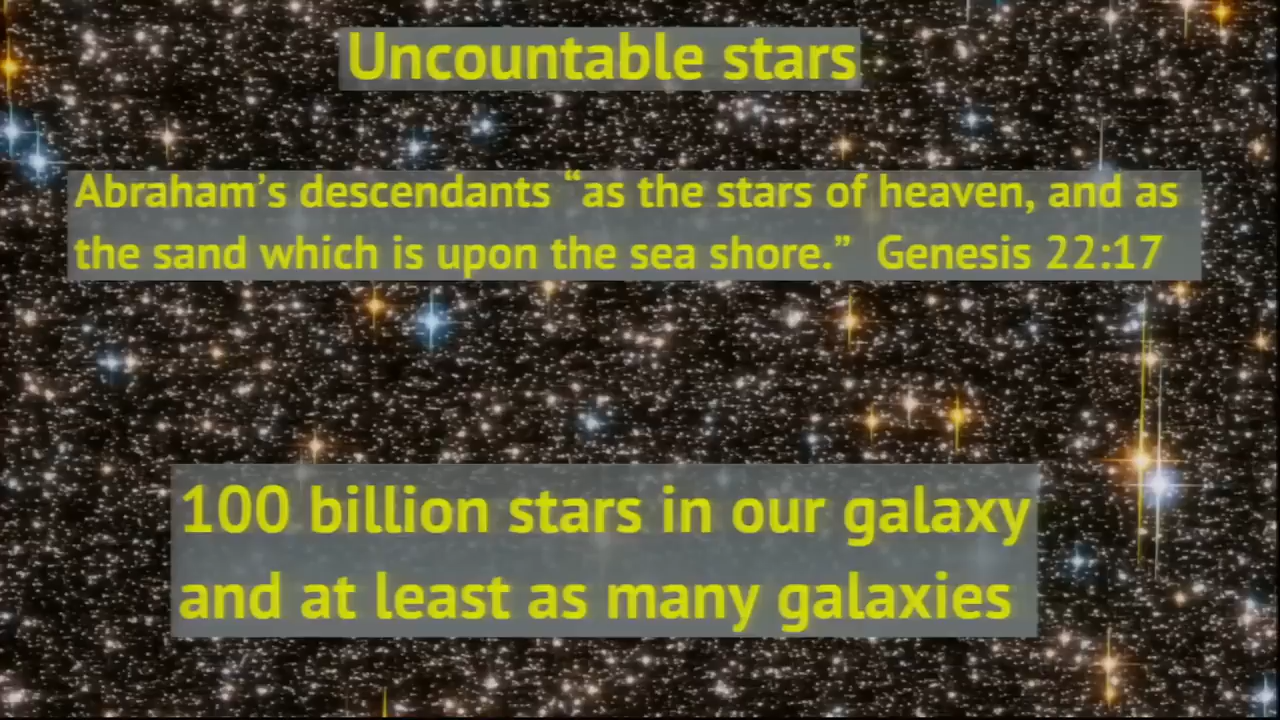 Uncountable stars
Abraham’s descendants “as the stars of heaven, and as
the sand which is upon the sea shore.” Genesis 22:17
100 billion stars in our galaxy
and at least as many galaxies